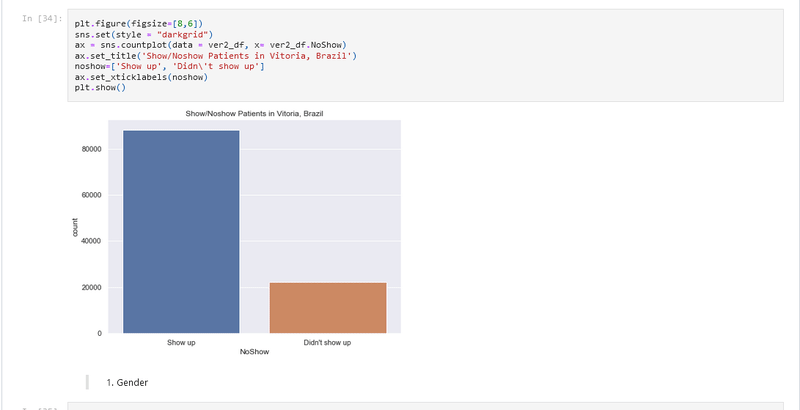 In [34]:
plt.figure(figsize=[8,6])
sns.set(style = "darkgrid")
ax = sns.countplot(data = ver2_df, x= ver2_df.NoShow)
ax.set_title('Show/Noshow Patients in Vitoria, Brazil')
noshow=['Show up', 'Didn\'t show up']
ax.set_xticklabels(noshow)
plt.show()
Show/Noshow Patients in Vitoria, Brazil
80000
60000
40000
20000
0
count
Show up
Didn't show up
NoShow
1. Gender